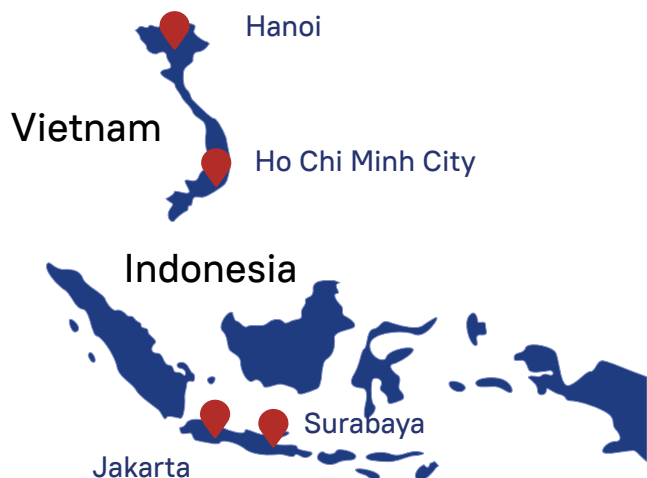 Hanoi
Vietnam
Ho Chi Minh City
Indonesia
Surabaya
Jakarta